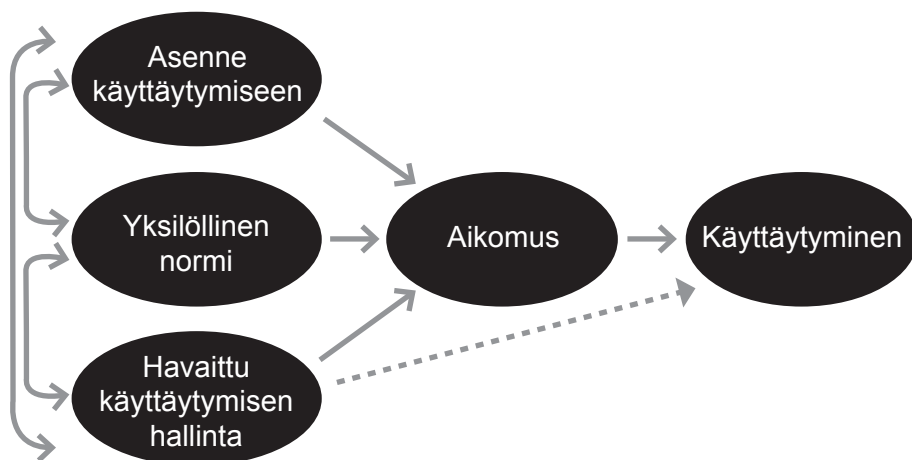 Asenne
käyttäytymiseen
Yksilöllinen
normi
Aikomus
Käyttäytyminen
Havaittu
käyttäytymisen
hallinta